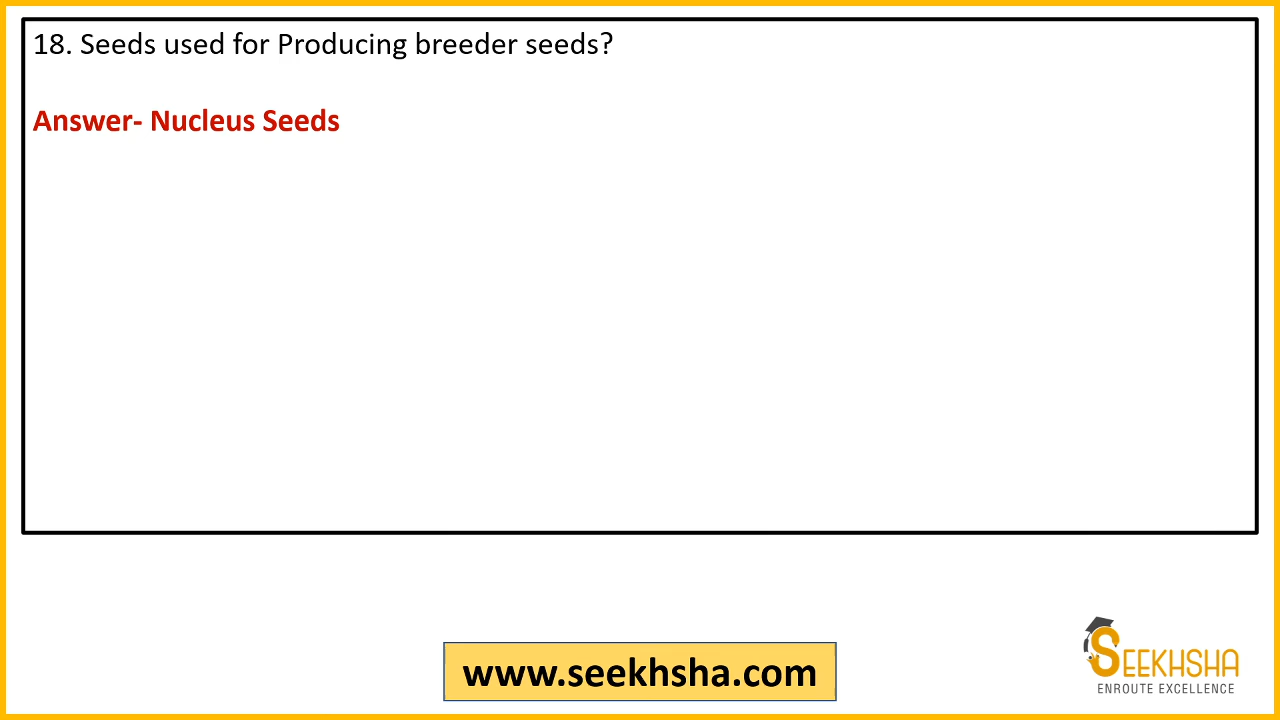 18. Seeds used for Producing breeder seeds?
Answer- Nucleus Seeds
www.seekhsha.com
SEEKHSHA
ENROUTE EXCELLENCE